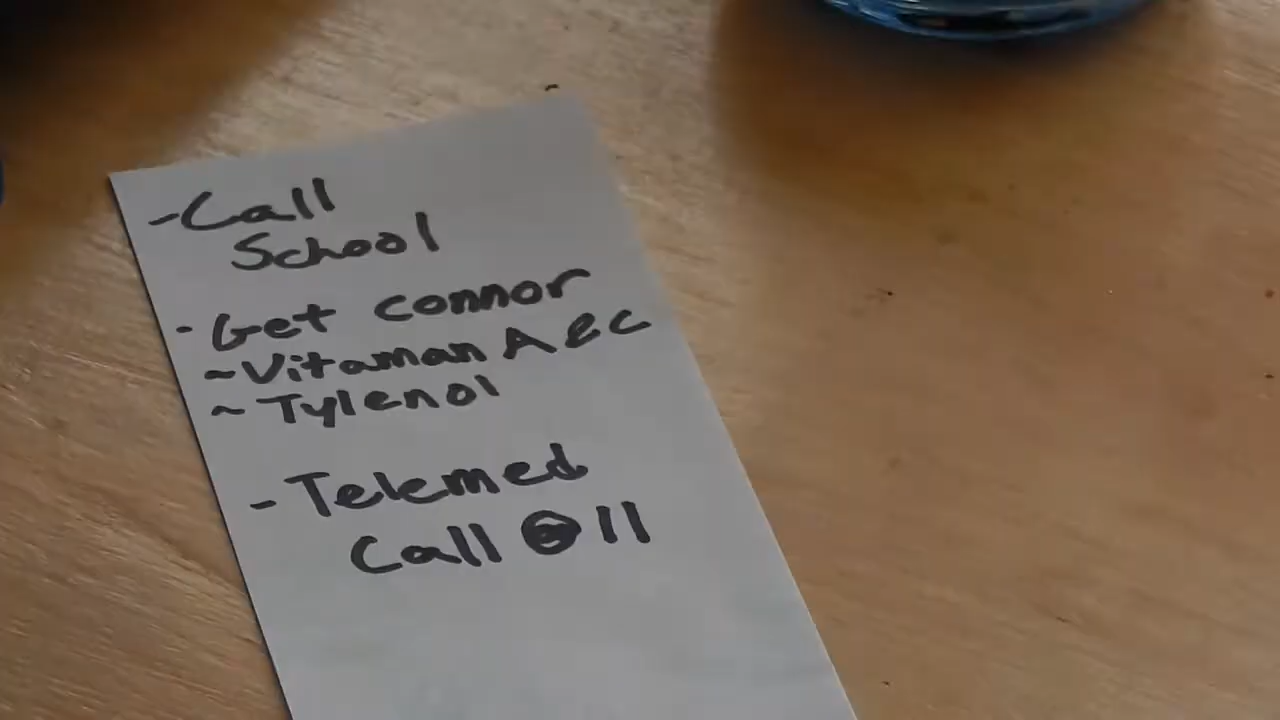 -Call
School
-Get connor
~Vitaman A&C
~Tylenol
-Telemed
Call @ 11